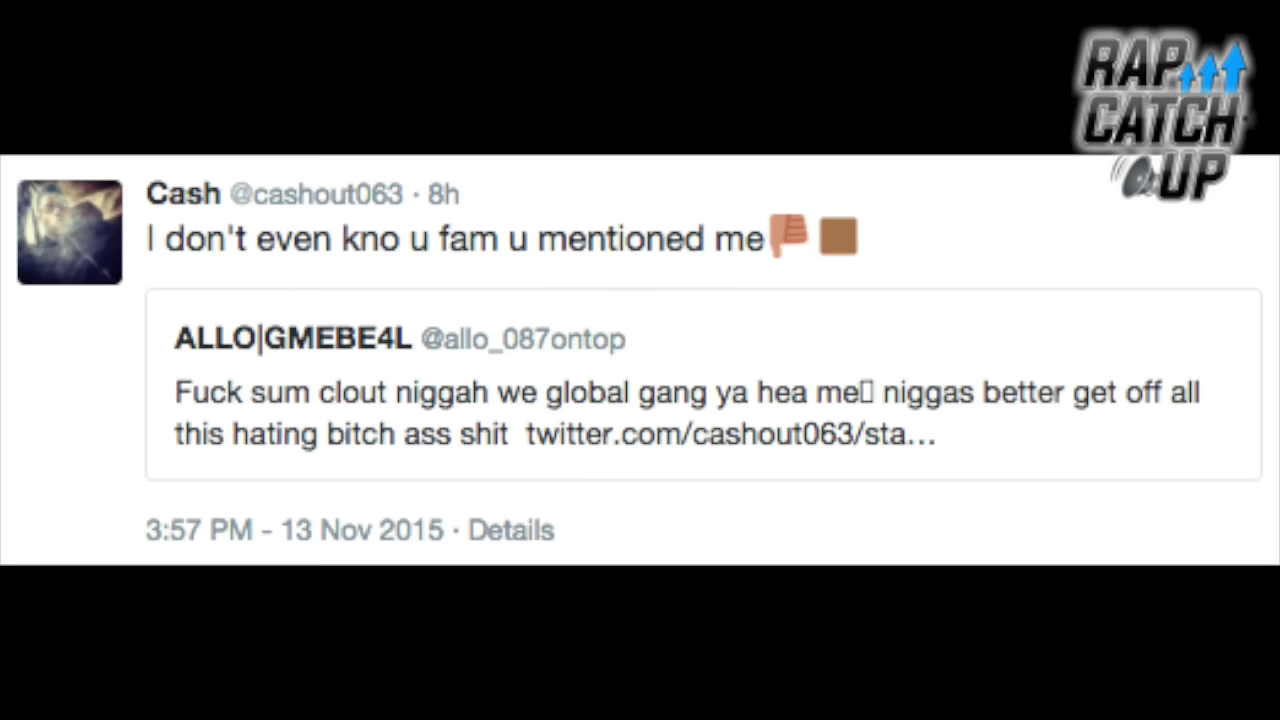 RAP
CATCH
UP
Cash @cashout063 · 8h
I don't even kno u fam u mentioned me👎🏾
ALLO|GMEBE4L @allo_087ontop
Fuck sum clout niggah we global gang ya hea me▯ niggas better get off all
this hating bitch ass shit twitter.com/cashout063/sta...
3:57 PM - 13 Nov 2015 · Details